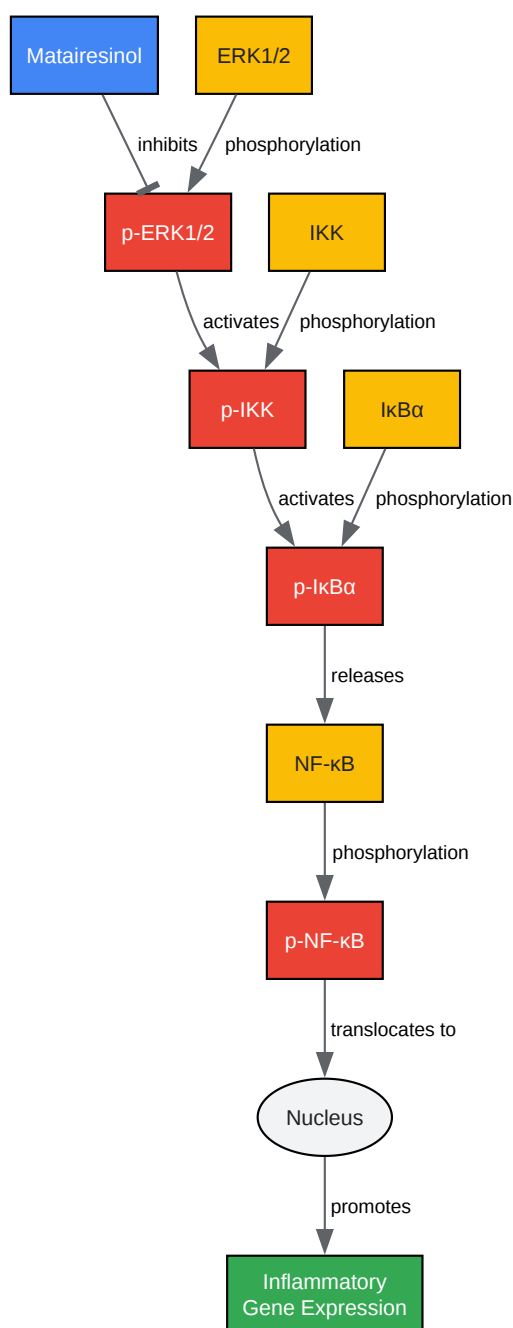 Matairesinol
ERK1/2
inhibits
phosphorylation
p-ERK1/2
IKK
activates
phosphorylation
p-IKK
IκBα
activates
phosphorylation
p-IκBα
releases
NF-κB
phosphorylation
p-NF-κB
translocates to
Nucleus
promotes
Inflammatory
Gene Expression